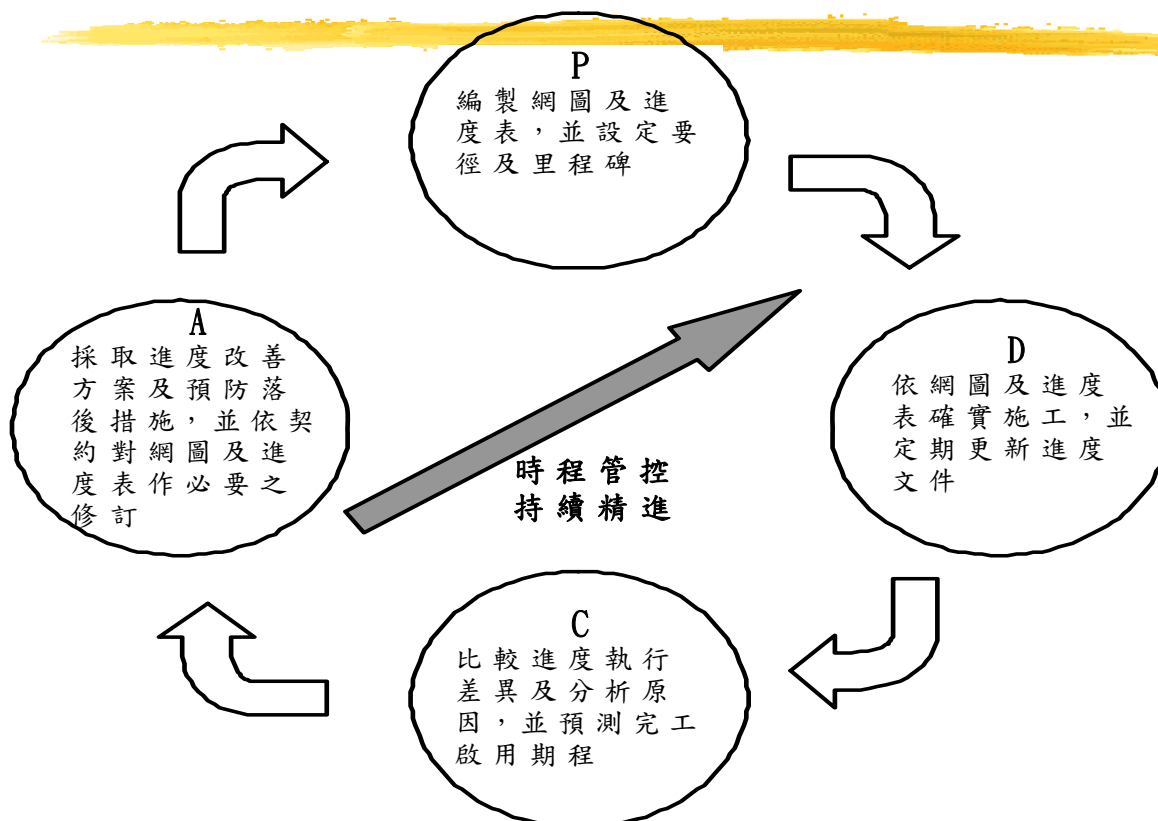 P
編製網圖及進
度表，並設定要
徑及里程碑
A
採取進度改善
方案及預防落
後措施，並依契
約對網圖及進
度表作必要之
修訂
D
依網圖及進度
表確實施工，並
定期更新進度
文件
時程管控
持續精進
C
比較進度執行
差異及分析原
因，並預測完工
啟用期程